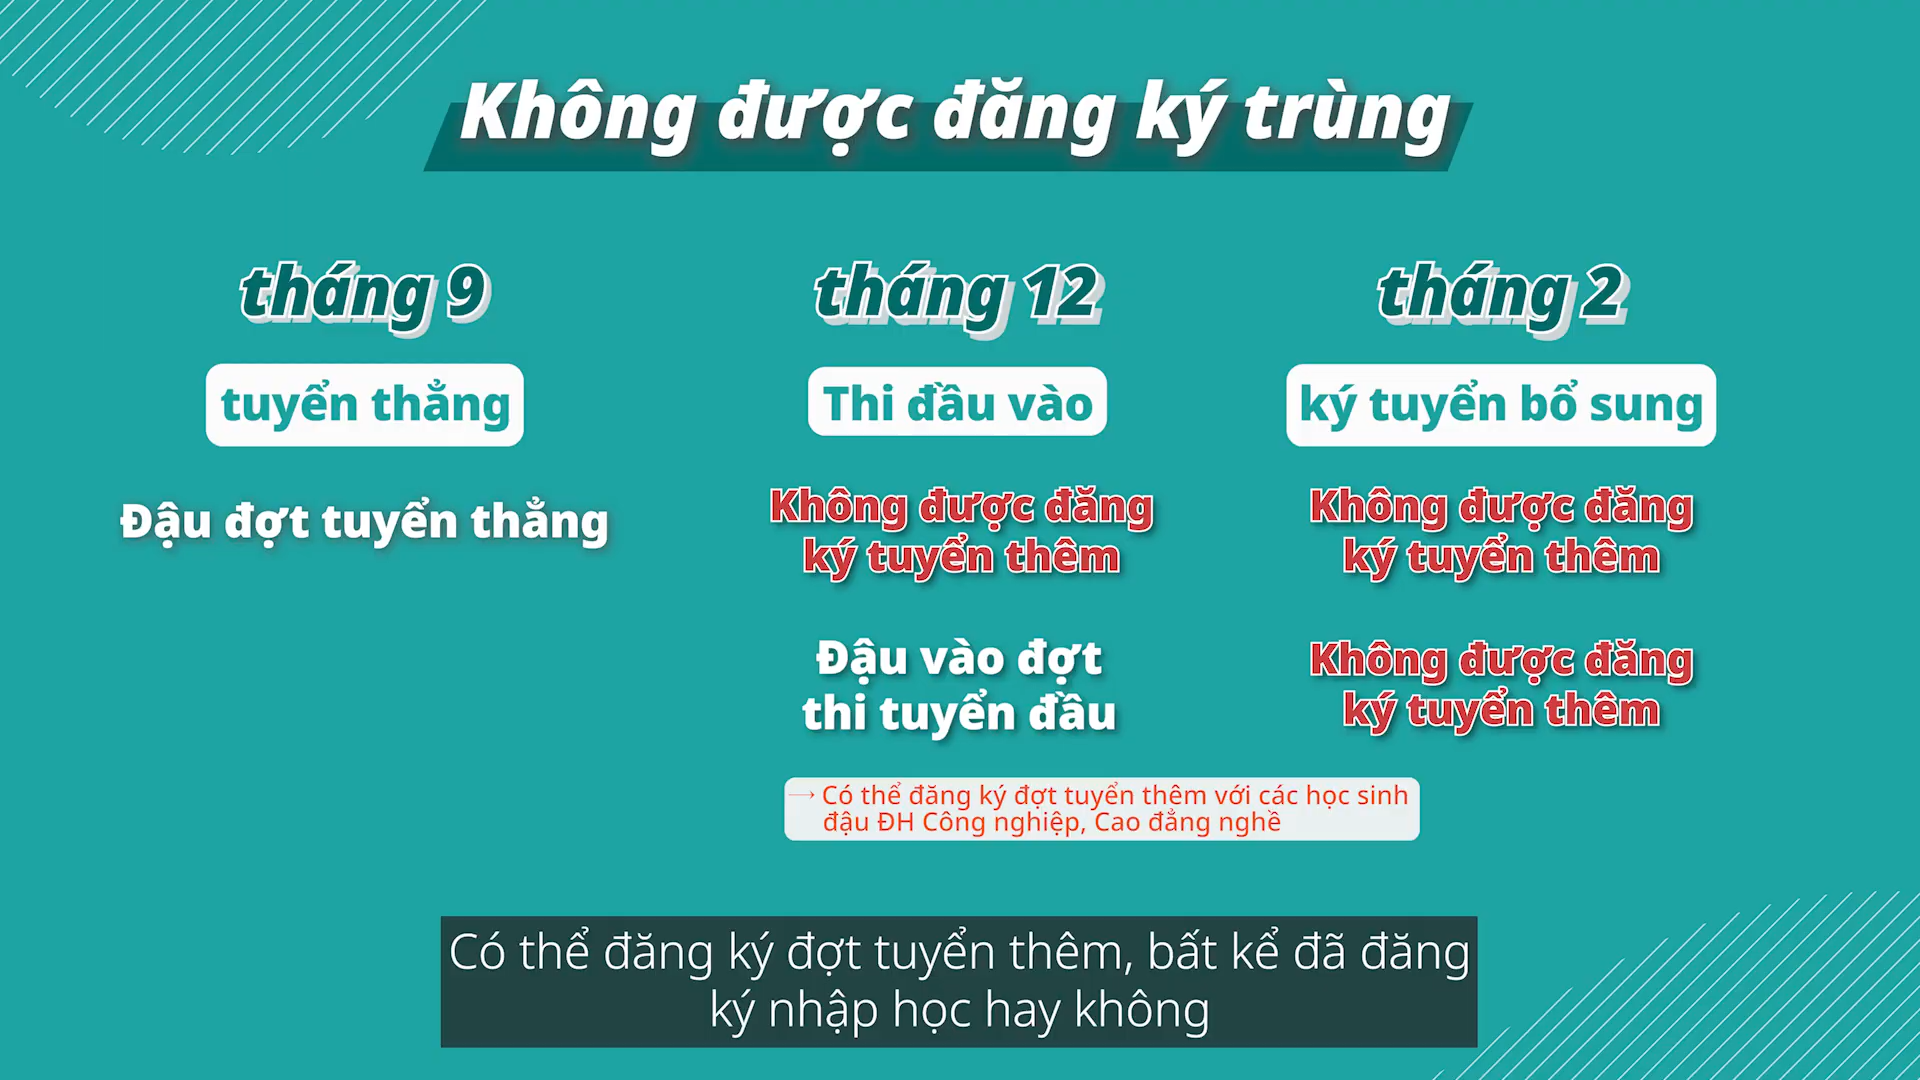 Không được đăng ký trùng
tháng 9
tháng 12
tháng 2
tuyển thẳng
Thi đầu vào
ký tuyển bổ sung
Đậu đợt tuyển thẳng
Không được đăng
ký tuyển thêm
Không được đăng
ký tuyển thêm
Đậu vào đợt
thi tuyển đầu
Không được đăng
ký tuyển thêm
→ Có thể đăng ký đợt tuyển thêm với các học sinh
đậu ĐH Công nghiệp, Cao đẳng nghề
Có thể đăng ký đợt tuyển thêm, bất kể đã đăng
ký nhập học hay không